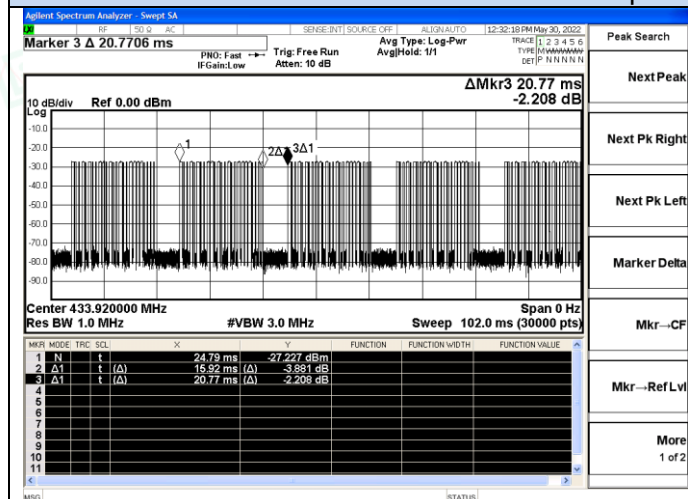 Agilent Spectrum Analyzer - Swept SA
LXI RF 50 Ω AC SENSE:INT SOURCE OFF ALIGN AUTO 12:32:18 PM May 30, 2022
Marker 3 Δ 20.7706 ms
PNO: Fast
IFGain:Low
Trig: Free Run
Atten: 10 dB
Avg Type: Log-Pwr
Avg|Hold: 1/1
TRACE 1 2 3 4 5 6
TYPE
DET P N N N N N
ΔMkr3 20.77 ms
-2.208 dB
10 dB/div Ref 0.00 dBm
Log
-10.0
-20.0
-30.0
-40.0
-50.0
-60.0
-70.0
-80.0
-90.0
1
2Δ1
3Δ1
Center 433.920000 MHz Span 0 Hz
Res BW 1.0 MHz #VBW 3.0 MHz Sweep 102.0 ms (30000 pts)
MKR MODE TRC SCL X Y FUNCTION FUNCTION WIDTH FUNCTION VALUE
1 N t 24.79 ms -27.227 dBm
2 Δ1 t (Δ) 15.92 ms (Δ) -3.881 dB
3 Δ1 t (Δ) 20.77 ms (Δ) -2.208 dB
4
5
6
7
8
9
10
11
MSG STATUS
Peak Search
Next Peak
Next Pk Right
Next Pk Left
Marker Delta
Mkr→CF
Mkr→Ref Lvl
More
1 of 2